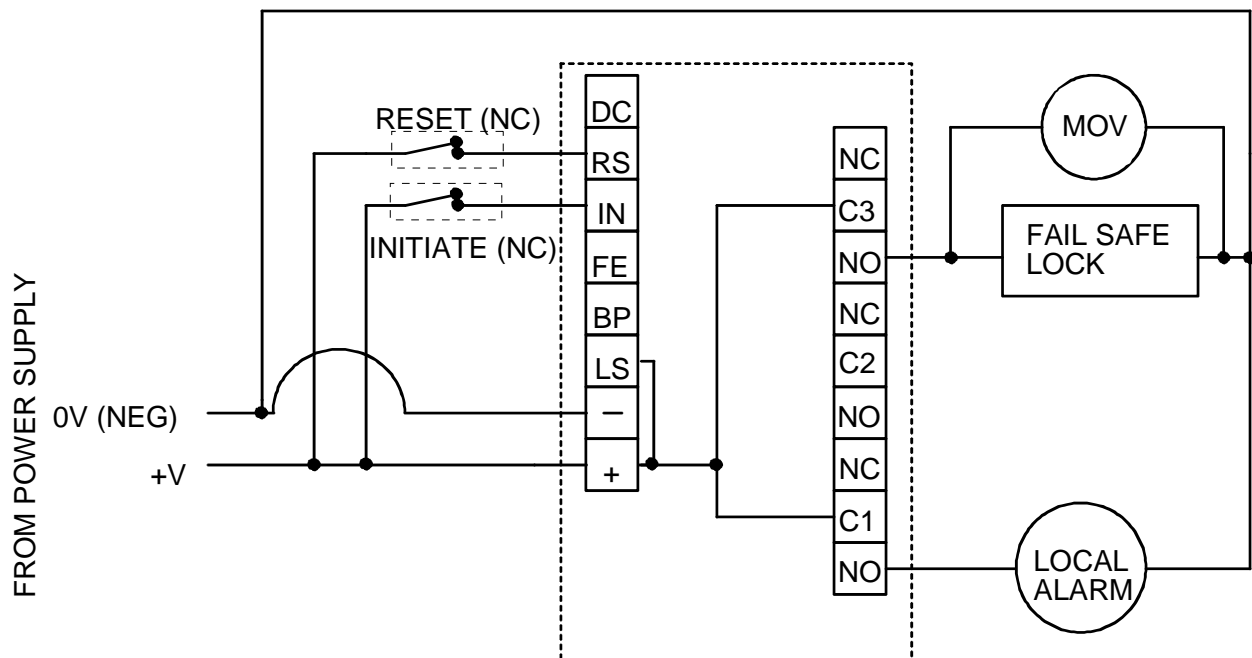 RESET (NC)
INITIATE (NC)
FROM POWER SUPPLY
0V (NEG)
+V
DC
RS
IN
FE
BP
LS
−
+
NC
C3
NO
NC
C2
NO
NC
C1
NO
MOV
FAIL SAFE
LOCK
LOCAL
ALARM